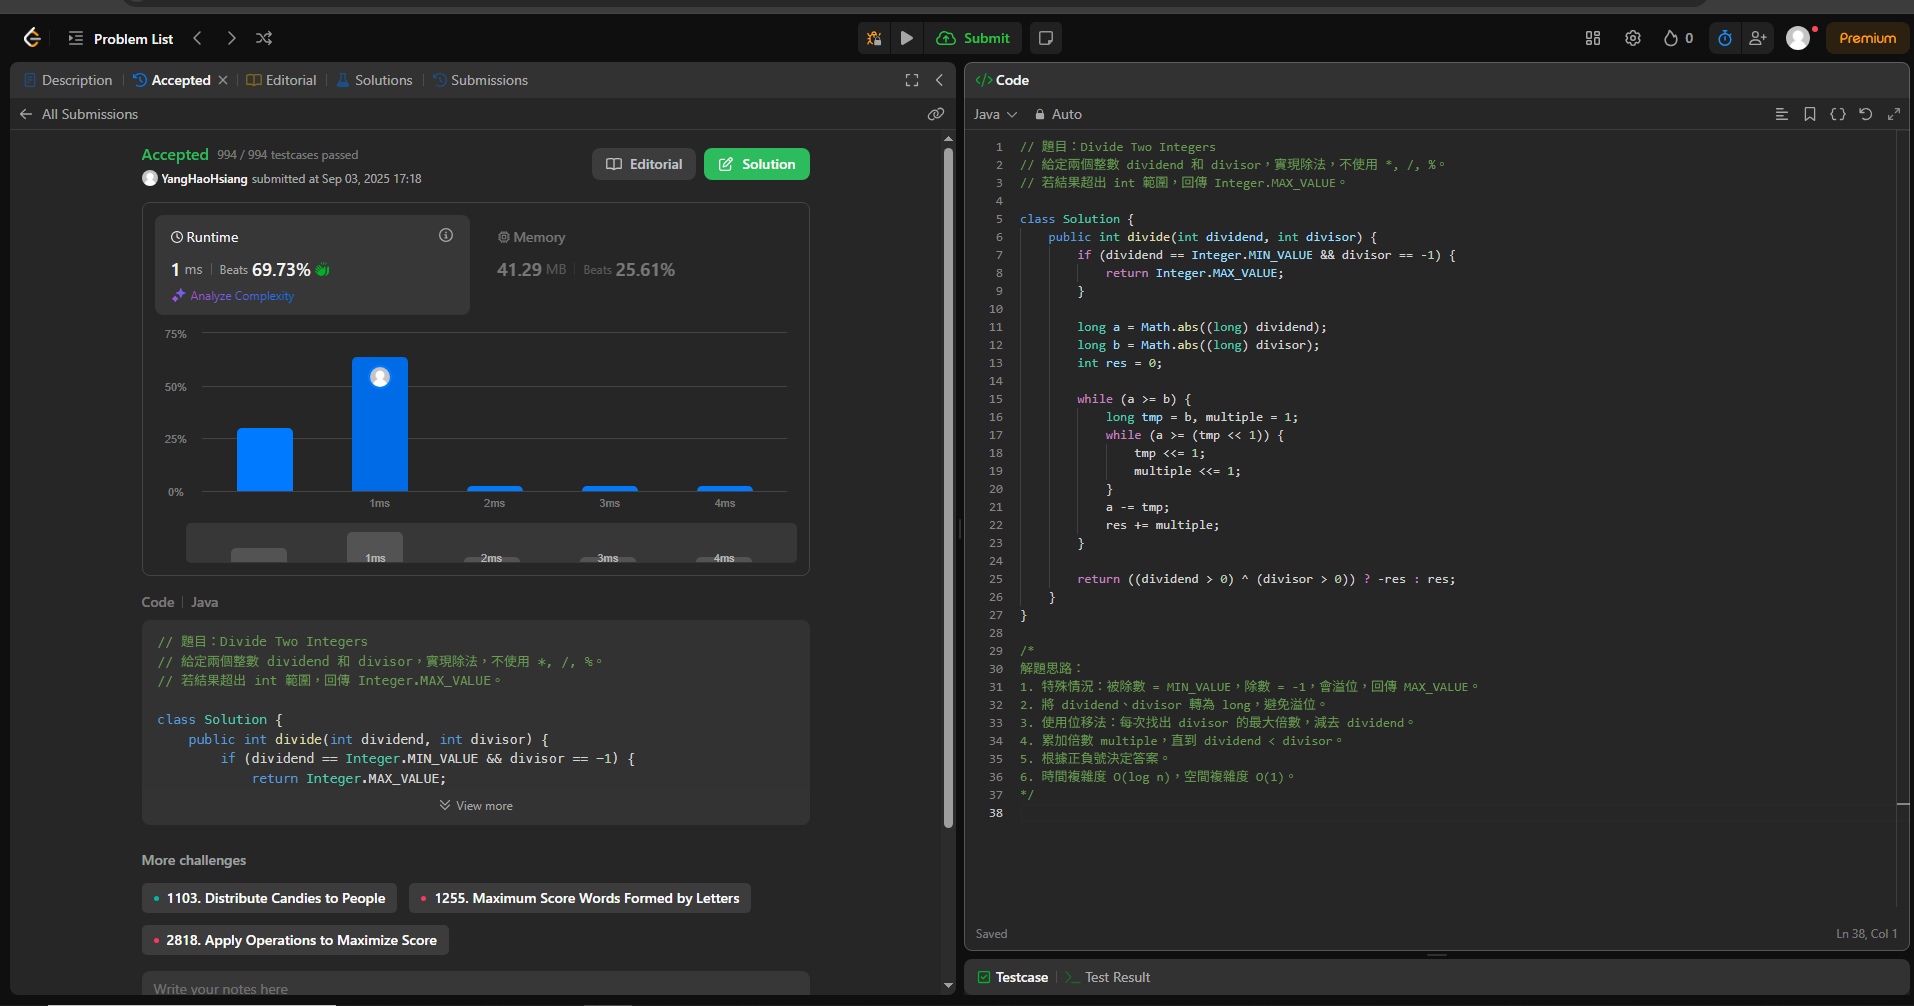 Problem List
Submit
0
Premium
Description
Accepted
Editorial
Solutions
Submissions
All Submissions
Accepted 994 / 994 testcases passed
YangHaoHsiang submitted at Sep 03, 2025 17:18
Editorial
Solution
Runtime
1 ms | Beats 69.73%
Analyze Complexity
Memory
41.29 MB | Beats 25.61%
75%
50%
25%
0%
1ms 2ms 3ms 4ms
1ms 2ms 3ms 4ms
Code | Java
// 題目：Divide Two Integers
// 給定兩個整數 dividend 和 divisor，實現除法，不使用 *, /, %。
// 若結果超出 int 範圍，回傳 Integer.MAX_VALUE。
class Solution {
public int divide(int dividend, int divisor) {
if (dividend == Integer.MIN_VALUE && divisor == -1) {
return Integer.MAX_VALUE;
View more
More challenges
1103. Distribute Candies to People
1255. Maximum Score Words Formed by Letters
2818. Apply Operations to Maximize Score
Write your notes here
</> Code
Java
Auto
1 // 題目：Divide Two Integers
2 // 給定兩個整數 dividend 和 divisor，實現除法，不使用 *, /, %。
3 // 若結果超出 int 範圍，回傳 Integer.MAX_VALUE。
4
5 class Solution {
6 public int divide(int dividend, int divisor) {
7 if (dividend == Integer.MIN_VALUE && divisor == -1) {
8 return Integer.MAX_VALUE;
9 }
10
11 long a = Math.abs((long) dividend);
12 long b = Math.abs((long) divisor);
13 int res = 0;
14
15 while (a >= b) {
16 long tmp = b, multiple = 1;
17 while (a >= (tmp << 1)) {
18 tmp <<= 1;
19 multiple <<= 1;
20 }
21 a -= tmp;
22 res += multiple;
23 }
24
25 return ((dividend > 0) ^ (divisor > 0)) ? -res : res;
26 }
27 }
28
29 /*
30 解題思路：
31 1. 特殊情況：被除數 = MIN_VALUE，除數 = -1，會溢位，回傳 MAX_VALUE。
32 2. 將 dividend、divisor 轉為 long，避免溢位。
33 3. 使用位移法：每次找出 divisor 的最大倍數，減去 dividend。
34 4. 累加倍數 multiple，直到 dividend < divisor。
35 5. 根據正負號決定答案。
36 6. 時間複雜度 O(log n)，空間複雜度 O(1)。
37 */
38
Saved
Ln 38, Col 1
Testcase
Test Result